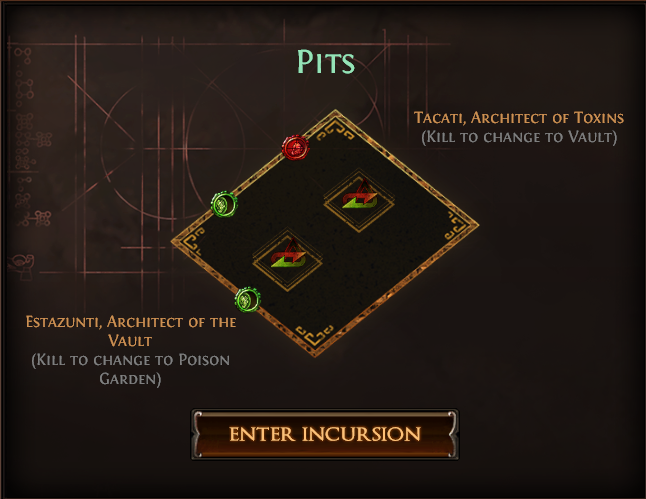 Pits
Tacati, Architect of Toxins
(Kill to change to Vault)
Estazunti, Architect of the
Vault
(Kill to change to Poison
Garden)
ENTER INCURSION